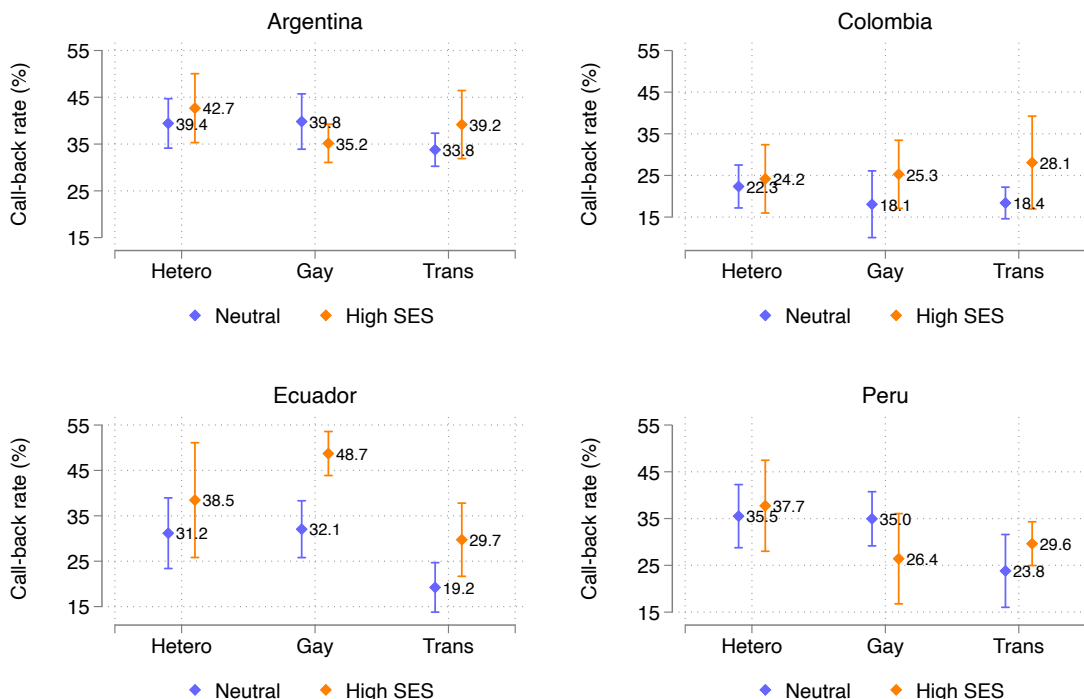 Argentina
Call-back rate (%)
55
45
35
25
15
39.4
42.7
39.8
35.2
33.8
39.2
Hetero
Gay
Trans
Neutral
High SES
Colombia
Call-back rate (%)
55
45
35
25
15
22.3
24.2
18.1
25.3
18.4
28.1
Hetero
Gay
Trans
Neutral
High SES
Ecuador
Call-back rate (%)
55
45
35
25
15
31.2
38.5
32.1
48.7
19.2
29.7
Hetero
Gay
Trans
Neutral
High SES
Peru
Call-back rate (%)
55
45
35
25
15
35.5
37.7
35.0
26.4
23.8
29.6
Hetero
Gay
Trans
Neutral
High SES